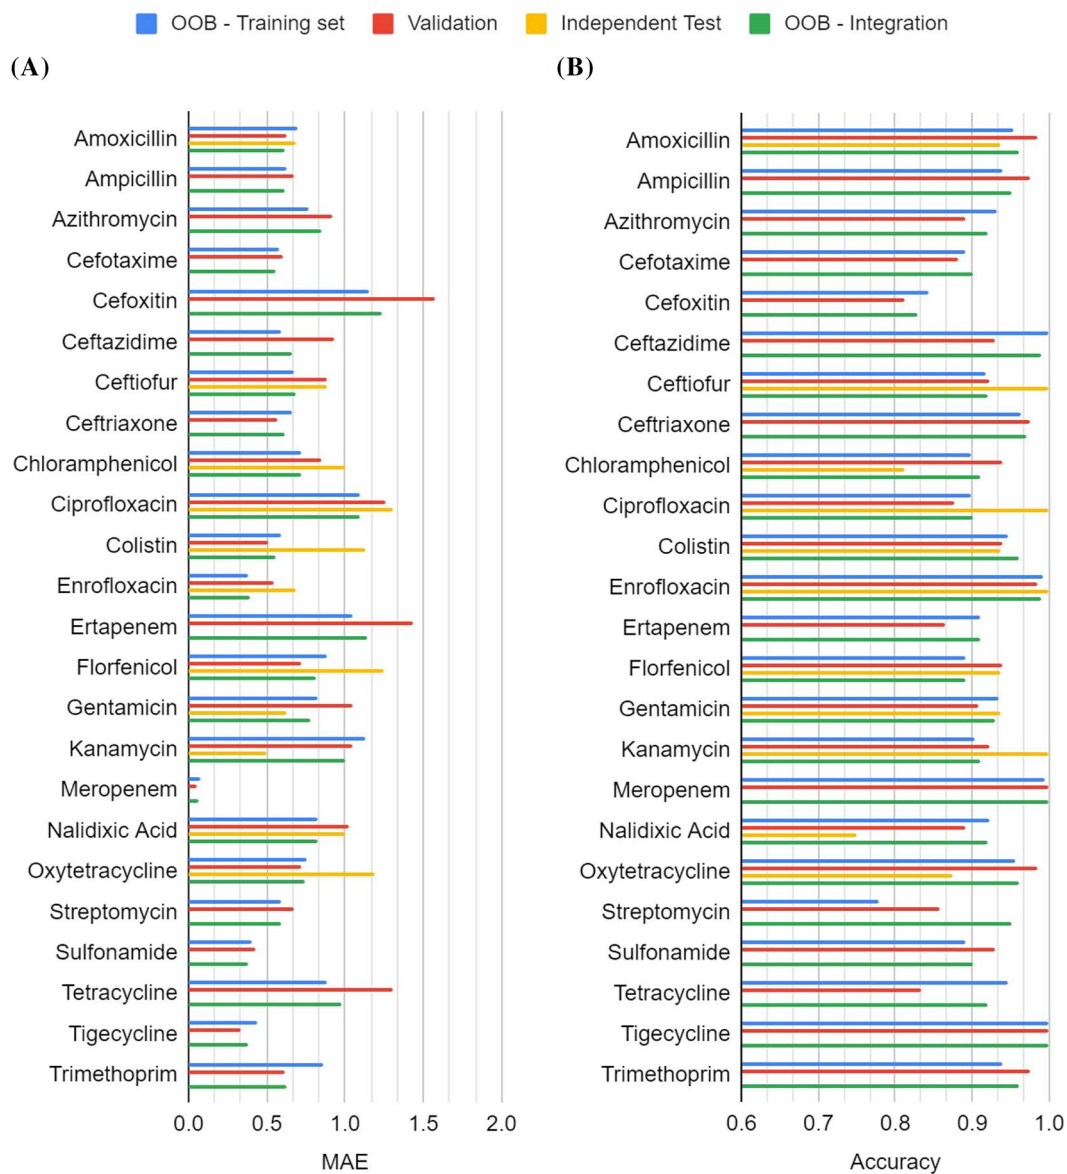 OOB - Training set Validation Independent Test OOB - Integration
(A) (B)
Amoxicillin
Ampicillin
Azithromycin
Cefotaxime
Cefoxitin
Ceftazidime
Ceftiofur
Ceftriaxone
Chloramphenicol
Ciprofloxacin
Colistin
Enrofloxacin
Ertapenem
Florfenicol
Gentamicin
Kanamycin
Meropenem
Nalidixic Acid
Oxytetracycline
Streptomycin
Sulfonamide
Tetracycline
Tigecycline
Trimethoprim
0.0 0.5 1.0 1.5 2.0
MAE
Amoxicillin
Ampicillin
Azithromycin
Cefotaxime
Cefoxitin
Ceftazidime
Ceftiofur
Ceftriaxone
Chloramphenicol
Ciprofloxacin
Colistin
Enrofloxacin
Ertapenem
Florfenicol
Gentamicin
Kanamycin
Meropenem
Nalidixic Acid
Oxytetracycline
Streptomycin
Sulfonamide
Tetracycline
Tigecycline
Trimethoprim
0.6 0.7 0.8 0.9 1.0
Accuracy